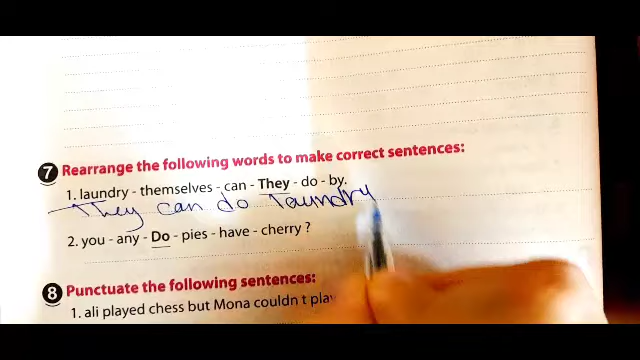 7 Rearrange the following words to make correct sentences:
1. laundry - themselves - can - They - do - by.
They can do laundry
2. you - any - Do - pies - have - cherry ?
8 Punctuate the following sentences:
1. ali played chess but Mona couldn t play